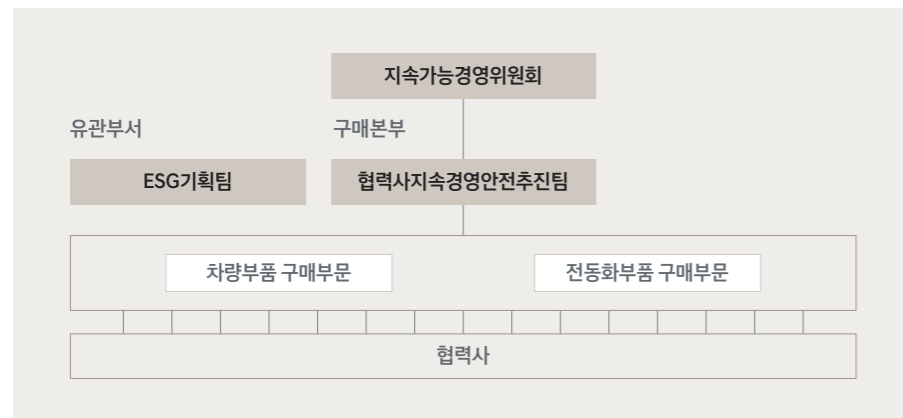 지속가능경영위원회
유관부서
구매본부
ESG기획팀
협력사지속경영안전추진팀
차량부품 구매부문
전동화부품 구매부문
협력사